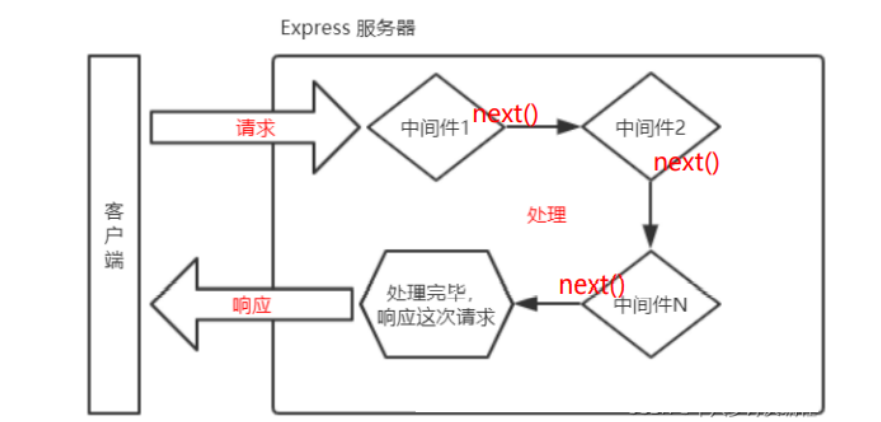 Express 服务器
客户端
请求
中间件1
next()
中间件2
next()
处理
响应
处理完毕，
响应这次请求
next()
中间件N